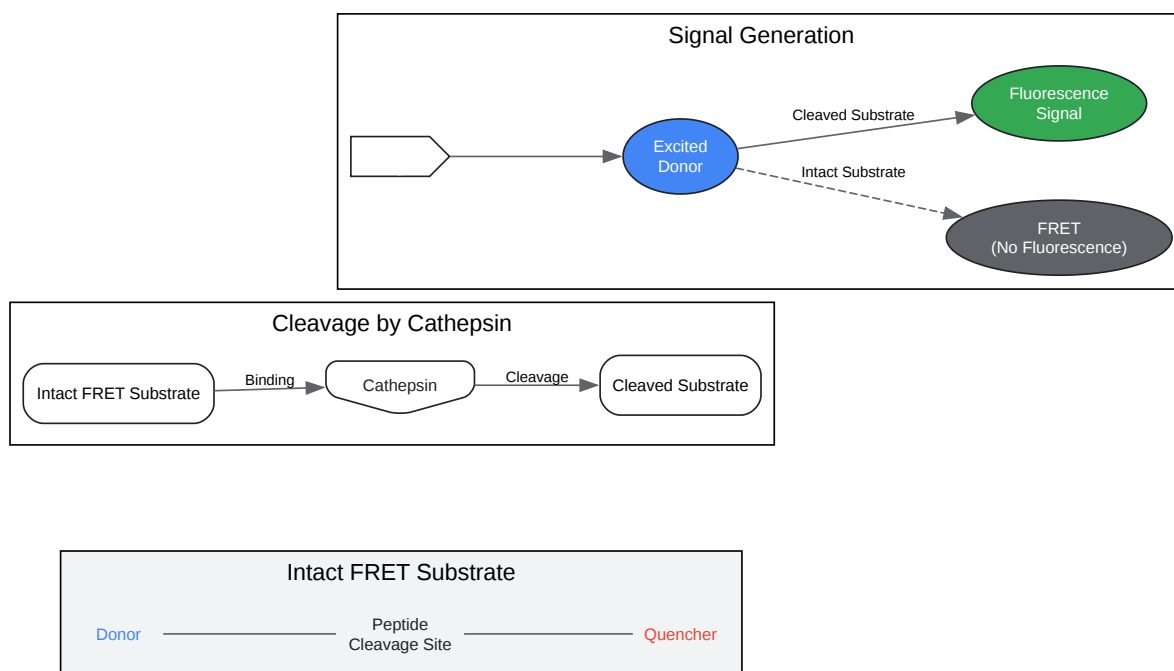 Signal Generation
Fluorescence
Signal
Cleaved Substrate
Excited
Donor
Intact Substrate
FRET
(No Fluorescence)
Cleavage by Cathepsin
Intact FRET Substrate
Binding
Cathepsin
Cleavage
Cleaved Substrate
Intact FRET Substrate
Donor
Peptide
Cleavage Site
Quencher